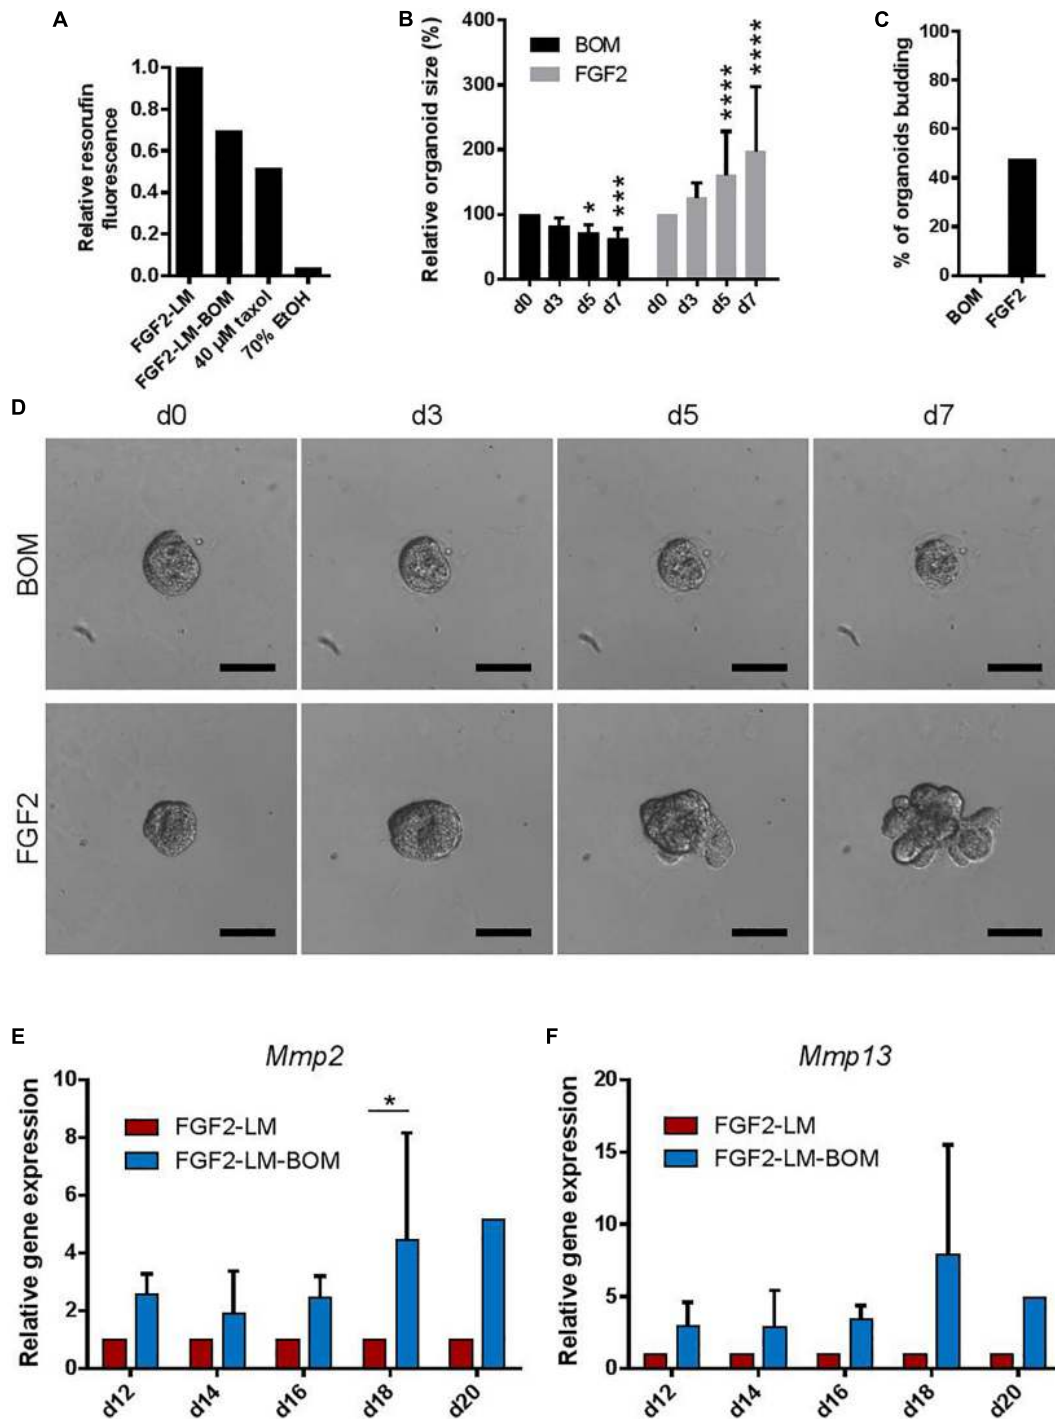 A
Relative resorufin
fluorescence
1.0
0.8
0.6
0.4
0.2
0.0
FGF2-LM
FGF2-LM-BOM
40 µM taxol
70% EtOH
B
Relative organoid size (%)
400
300
200
100
0
BOM
FGF2
*
***
****
****
d0
d3
d5
d7
d0
d3
d5
d7
C
% of organoids budding
100
80
60
40
20
0
BOM
FGF2
D
d0
d3
d5
d7
BOM
FGF2
E
Mmp2
Relative gene expression
10
8
6
4
2
0
FGF2-LM
FGF2-LM-BOM
*
d12
d14
d16
d18
d20
F
Mmp13
Relative gene expression
20
15
10
5
0
FGF2-LM
FGF2-LM-BOM
d12
d14
d16
d18
d20